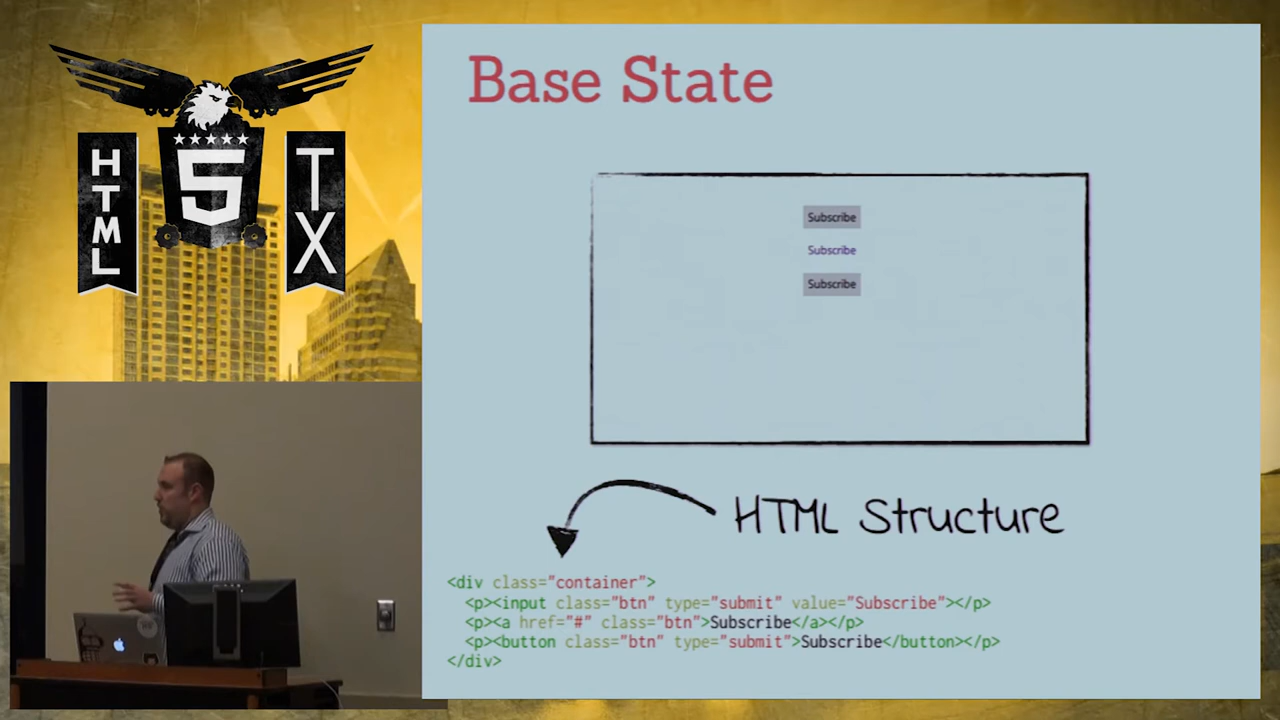 HTML
5
TX
Base State
Subscribe
Subscribe
Subscribe
HTML Structure
<div class="container">
<p><input class="btn" type="submit" value="Subscribe"></p>
<p><a href="#" class="btn">Subscribe</a></p>
<p><button class="btn" type="submit">Subscribe</button></p>
</div>